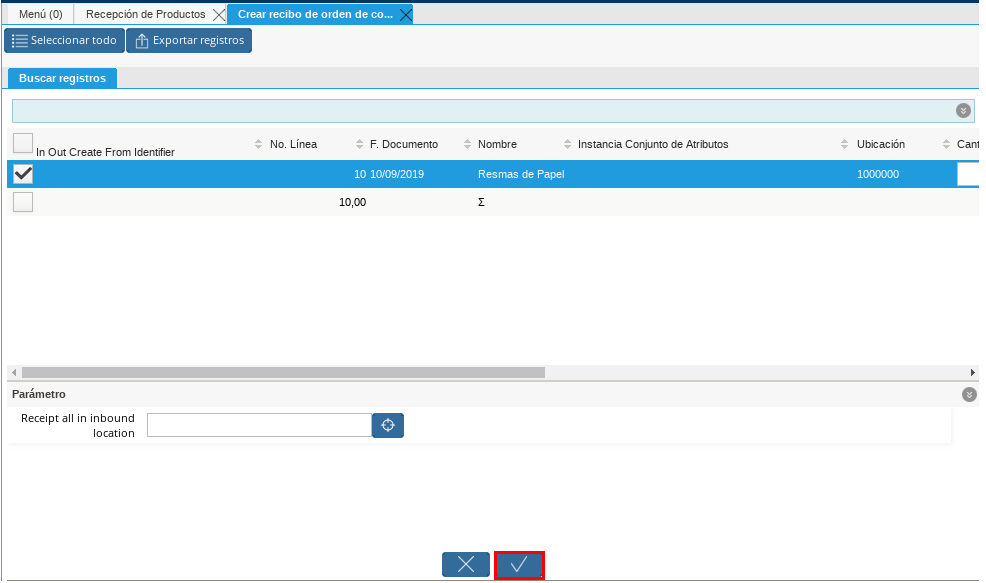 Menú (0) Recepción de Productos Crear recibo de orden de co...
Seleccionar todo Exportar registros
Buscar registros
In Out Create From Identifier No. Línea F. Documento Nombre Instancia Conjunto de Atributos Ubicación Cant
10 10/09/2019 Resmas de Papel 1000000
10,00 Σ
Parámetro
Receipt all in inbound
location